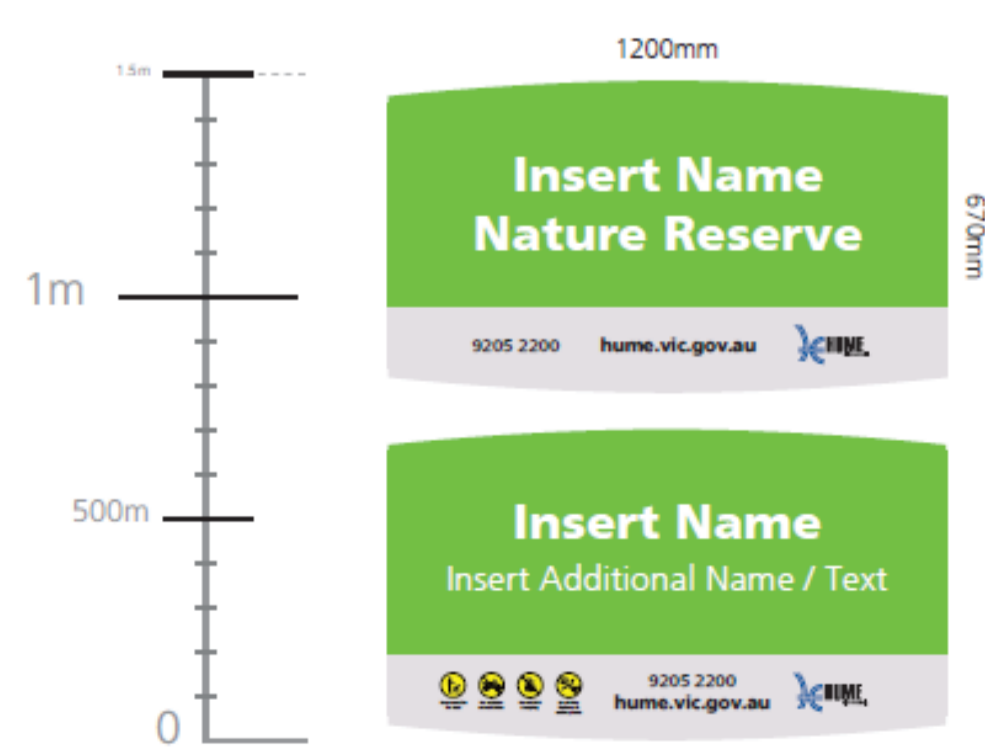 1200mm
1.5m
Insert Name
Nature Reserve
670mm
1m
9205 2200 hume.vic.gov.au HUME
500m
Insert Name
Insert Additional Name / Text
9205 2200
hume.vic.gov.au
HUME
0